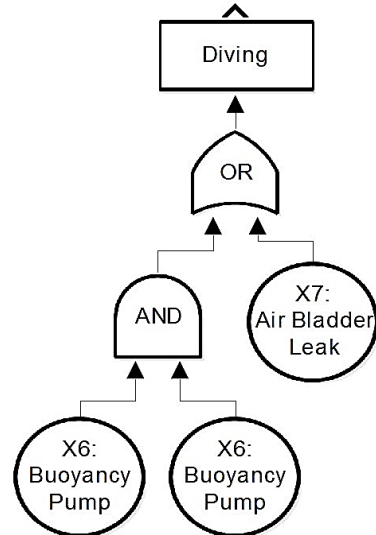 Diving
OR
AND
X7:
Air Bladder
Leak
X6:
Buoyancy
Pump
X6:
Buoyancy
Pump